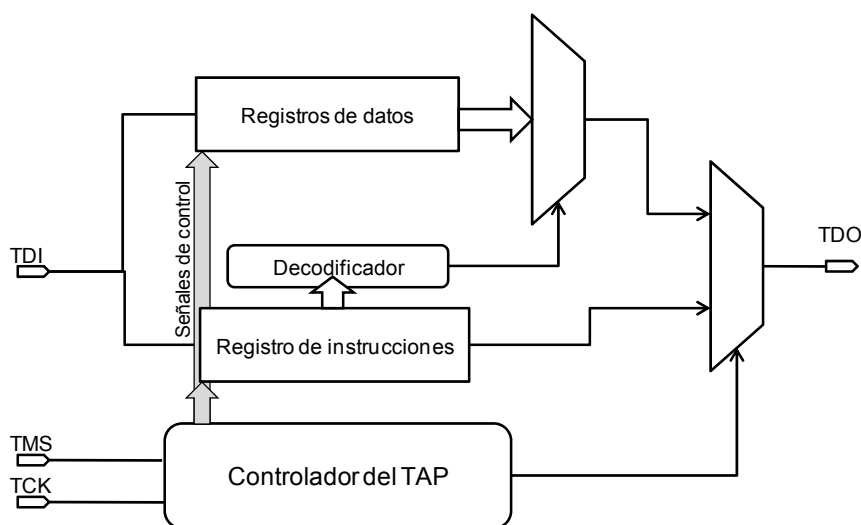 Registros de datos
Señales de control
TDI
TDO
Decodificador
Registro de instrucciones
TMS
Controlador del TAP
TCK